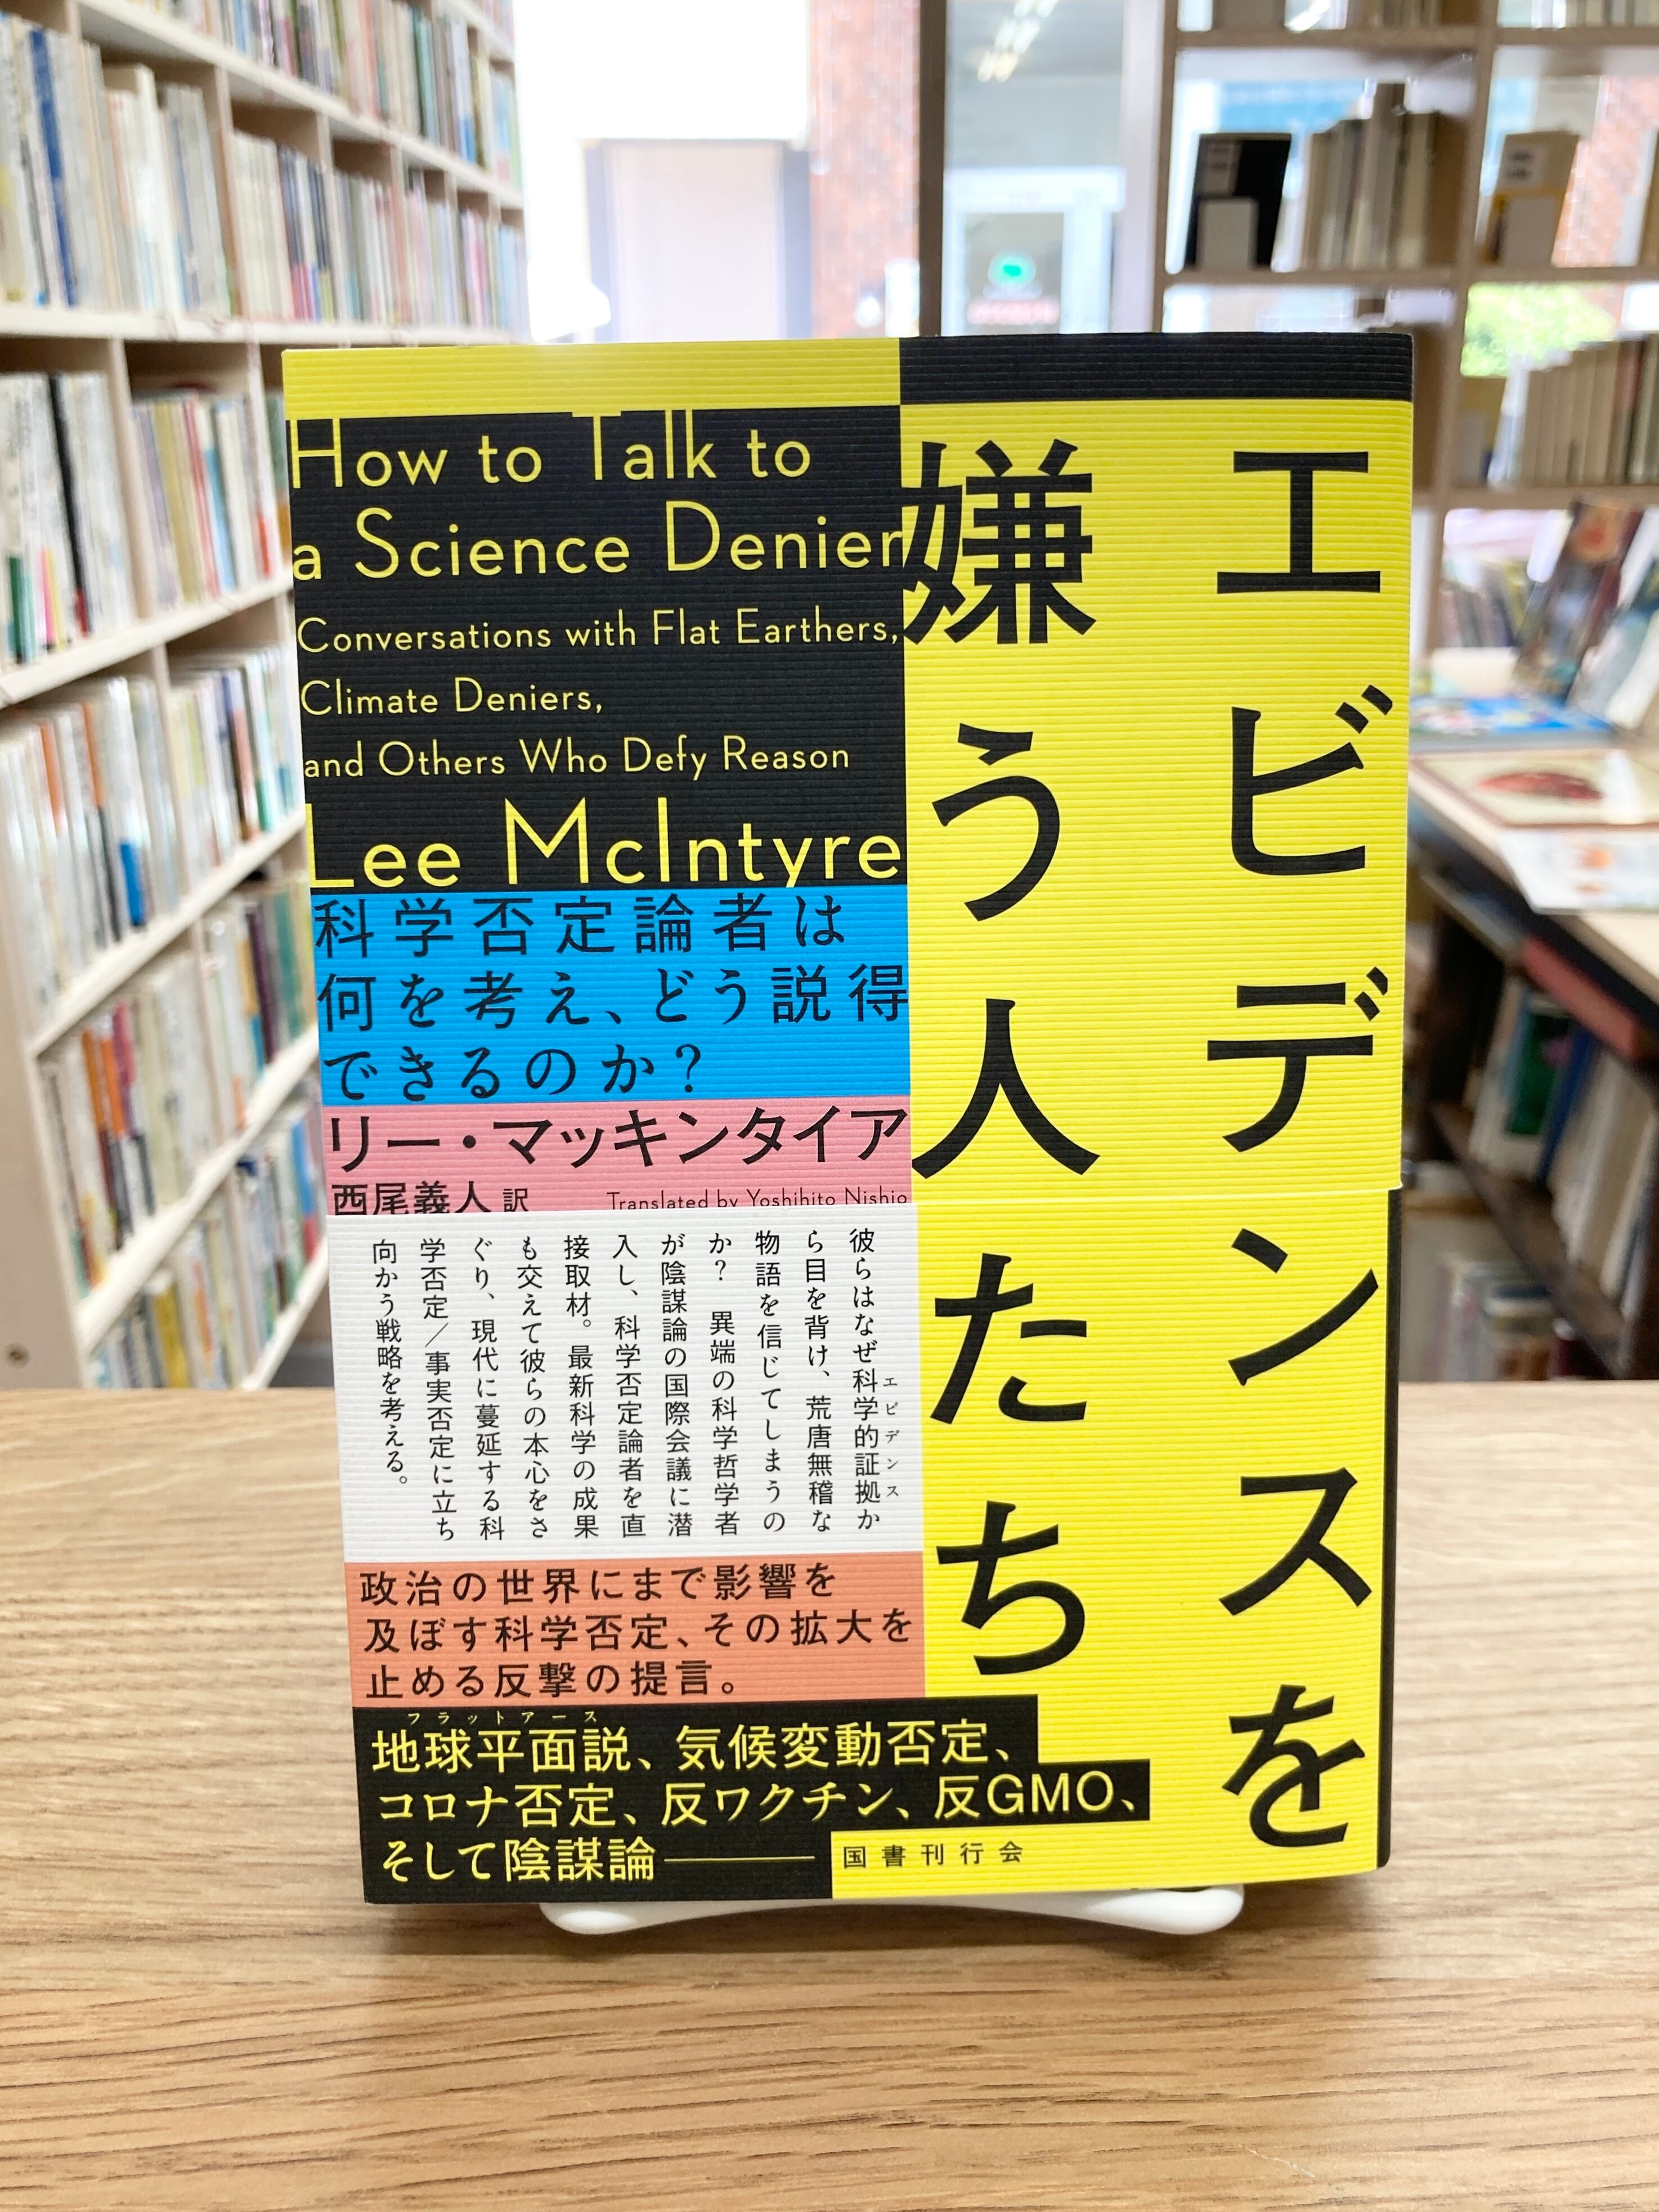 エビデンスを
嫌う人たち
How to Talk to
a Science Denier
Conversations with Flat Earthers,
Climate Deniers,
and Others Who Defy Reason
Lee McIntyre
科学否定論者は
何を考え、どう説得
できるのか?
リー・マッキンタイア
西尾義人 訳
Translated by Yoshihito Nishio
彼らはなぜ科学的証拠か
エビデンス
ら目を背け、荒唐無稽な
物語を信じてしまうの
か? 異端の科学哲学者
が陰謀論の国際会議に潜
入し、科学否定論者を直
接取材。最新科学の成果
も交えて彼らの本心をさ
ぐり、現代に蔓延する科
学否定/事実否定に立ち
向かう戦略を考える。
政治の世界にまで影響を
及ぼす科学否定、その拡大を
止める反撃の提言。
フラットアース
地球平面説、気候変動否定、
コロナ否定、反ワクチン、反GMO、
そして陰謀論――
国書刊行会